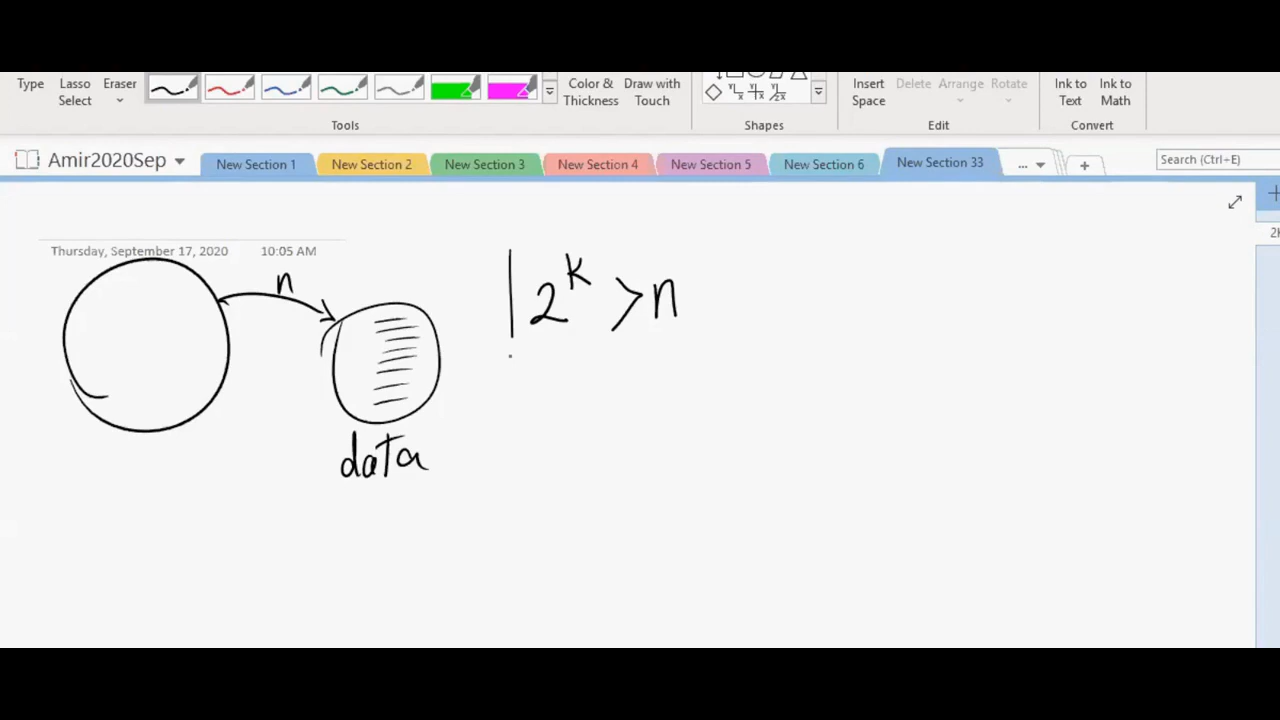 Type Lasso Select Eraser Color & Thickness Draw with Touch Insert Space Delete Arrange Rotate Ink to Text Ink to Math
Tools Shapes Edit Convert
Amir2020Sep New Section 1 New Section 2 New Section 3 New Section 4 New Section 5 New Section 6 New Section 33 ... Search (Ctrl+E)
Thursday, September 17, 2020 10:05 AM
n
2^k > n
data